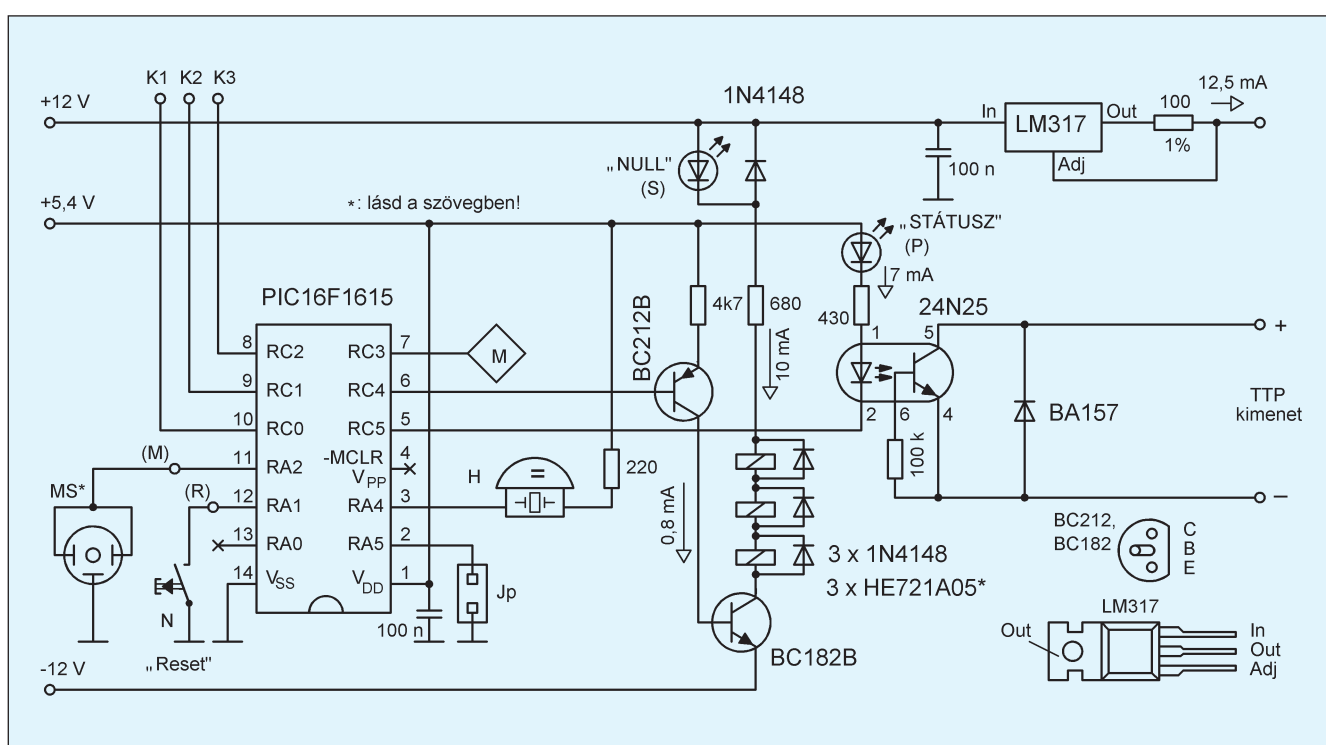 K1 K2 K3
+12 V
1N4148
In
LM317
Out
Adj
100
1%
12,5 mA
„NULL"
(S)
100 n
+5,4 V
*: lásd a szövegben!
„STÁTUSZ"
(P)
7 mA
PIC16F1615
BC212B
4k7
680
10 mA
430
24N25
1
5
2
6
4
100 k
BA157
+
TTP
kimenet
−
8 RC2 RC3 7
M
9 RC1 RC4 6
10 RC0 RC5 5
11 RA2 -MCLR 4
VPP
12 RA1 RA4 3
13 RA0 RA5 2
14 VSS VDD 1
(M)
MS*
(R)
N
„Reset"
H
=
220
0,8 mA
Jp
100 n
3 x 1N4148
3 x HE721A05*
BC182B
-12 V
BC212,
BC182
C
B
E
LM317
Out
In
Out
Adj